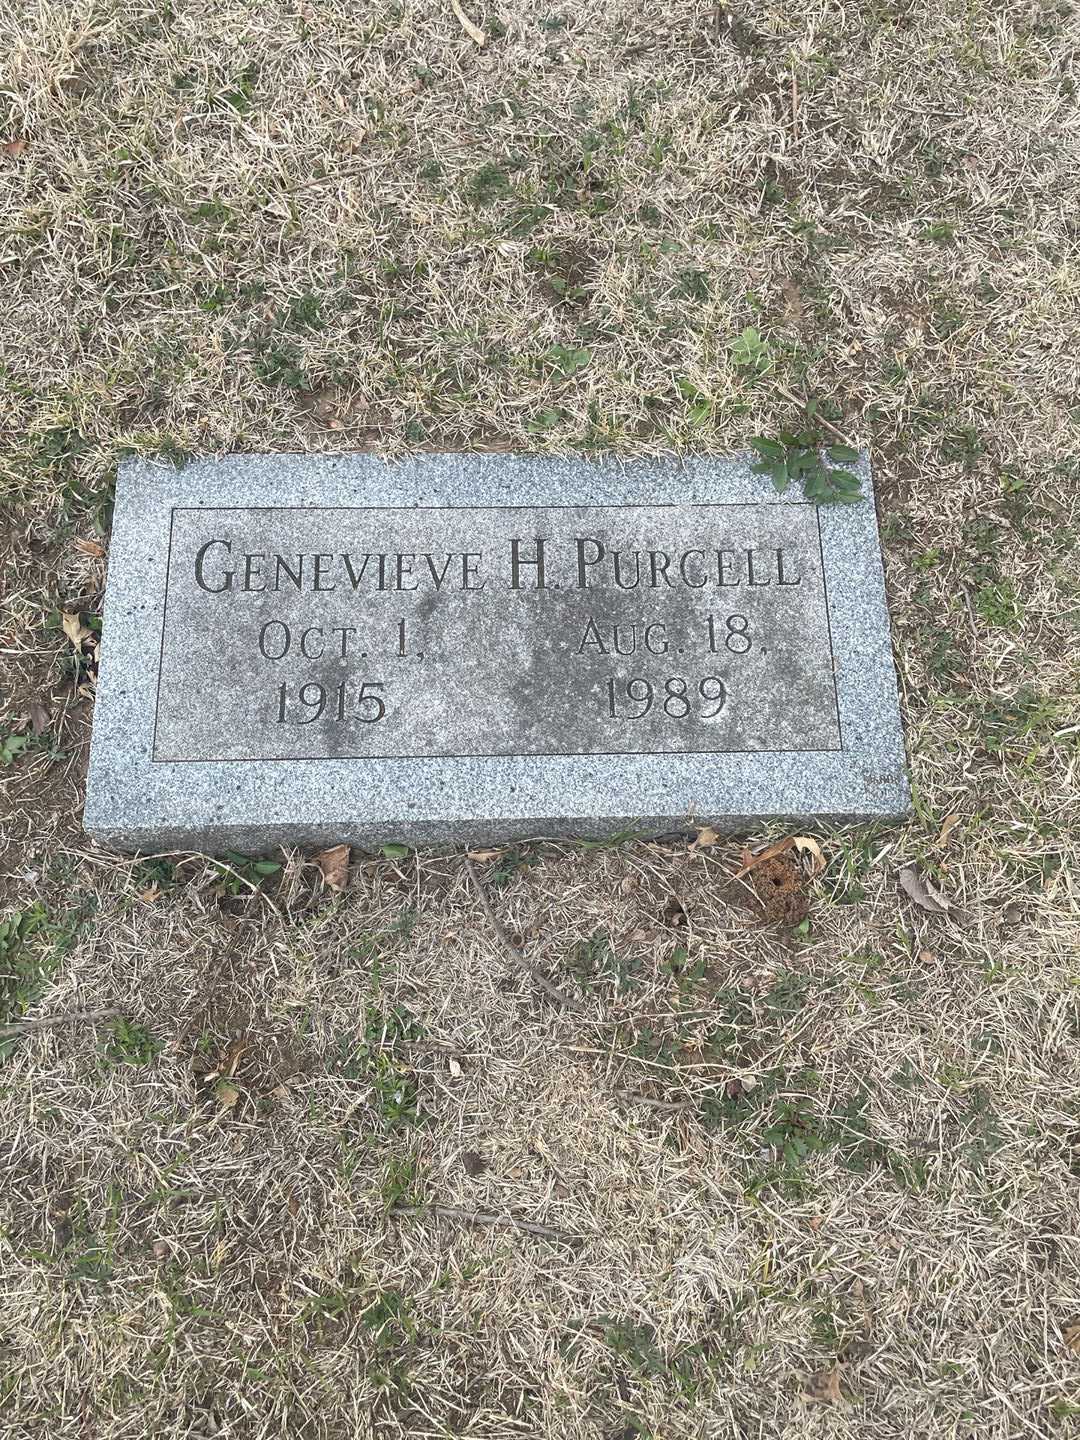 GENEVIEVE H. PURCELL
OCT. 1, AUG. 18,
1915 1989